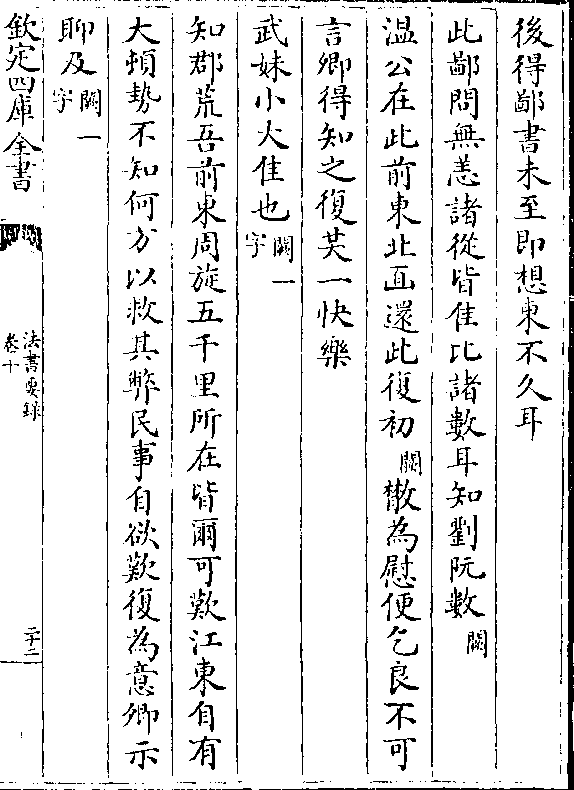 後得鄙書未至即想東不久耳
此鄙問無恙諸從皆佳比諸數耳知劉阮數闕
温公在此前東北面還此復初闕散為慰便乞良不可
言卿得知之復其一快樂
武妹小大佳也闕一字
知郡荒吾前東周旋五千里所在皆爾可歎江東自有
大頓勢不知何方以救其弊民事自欲歎復為意卿示
聊及闕一字
欽定四庫全書
法書要録
卷十
二十二